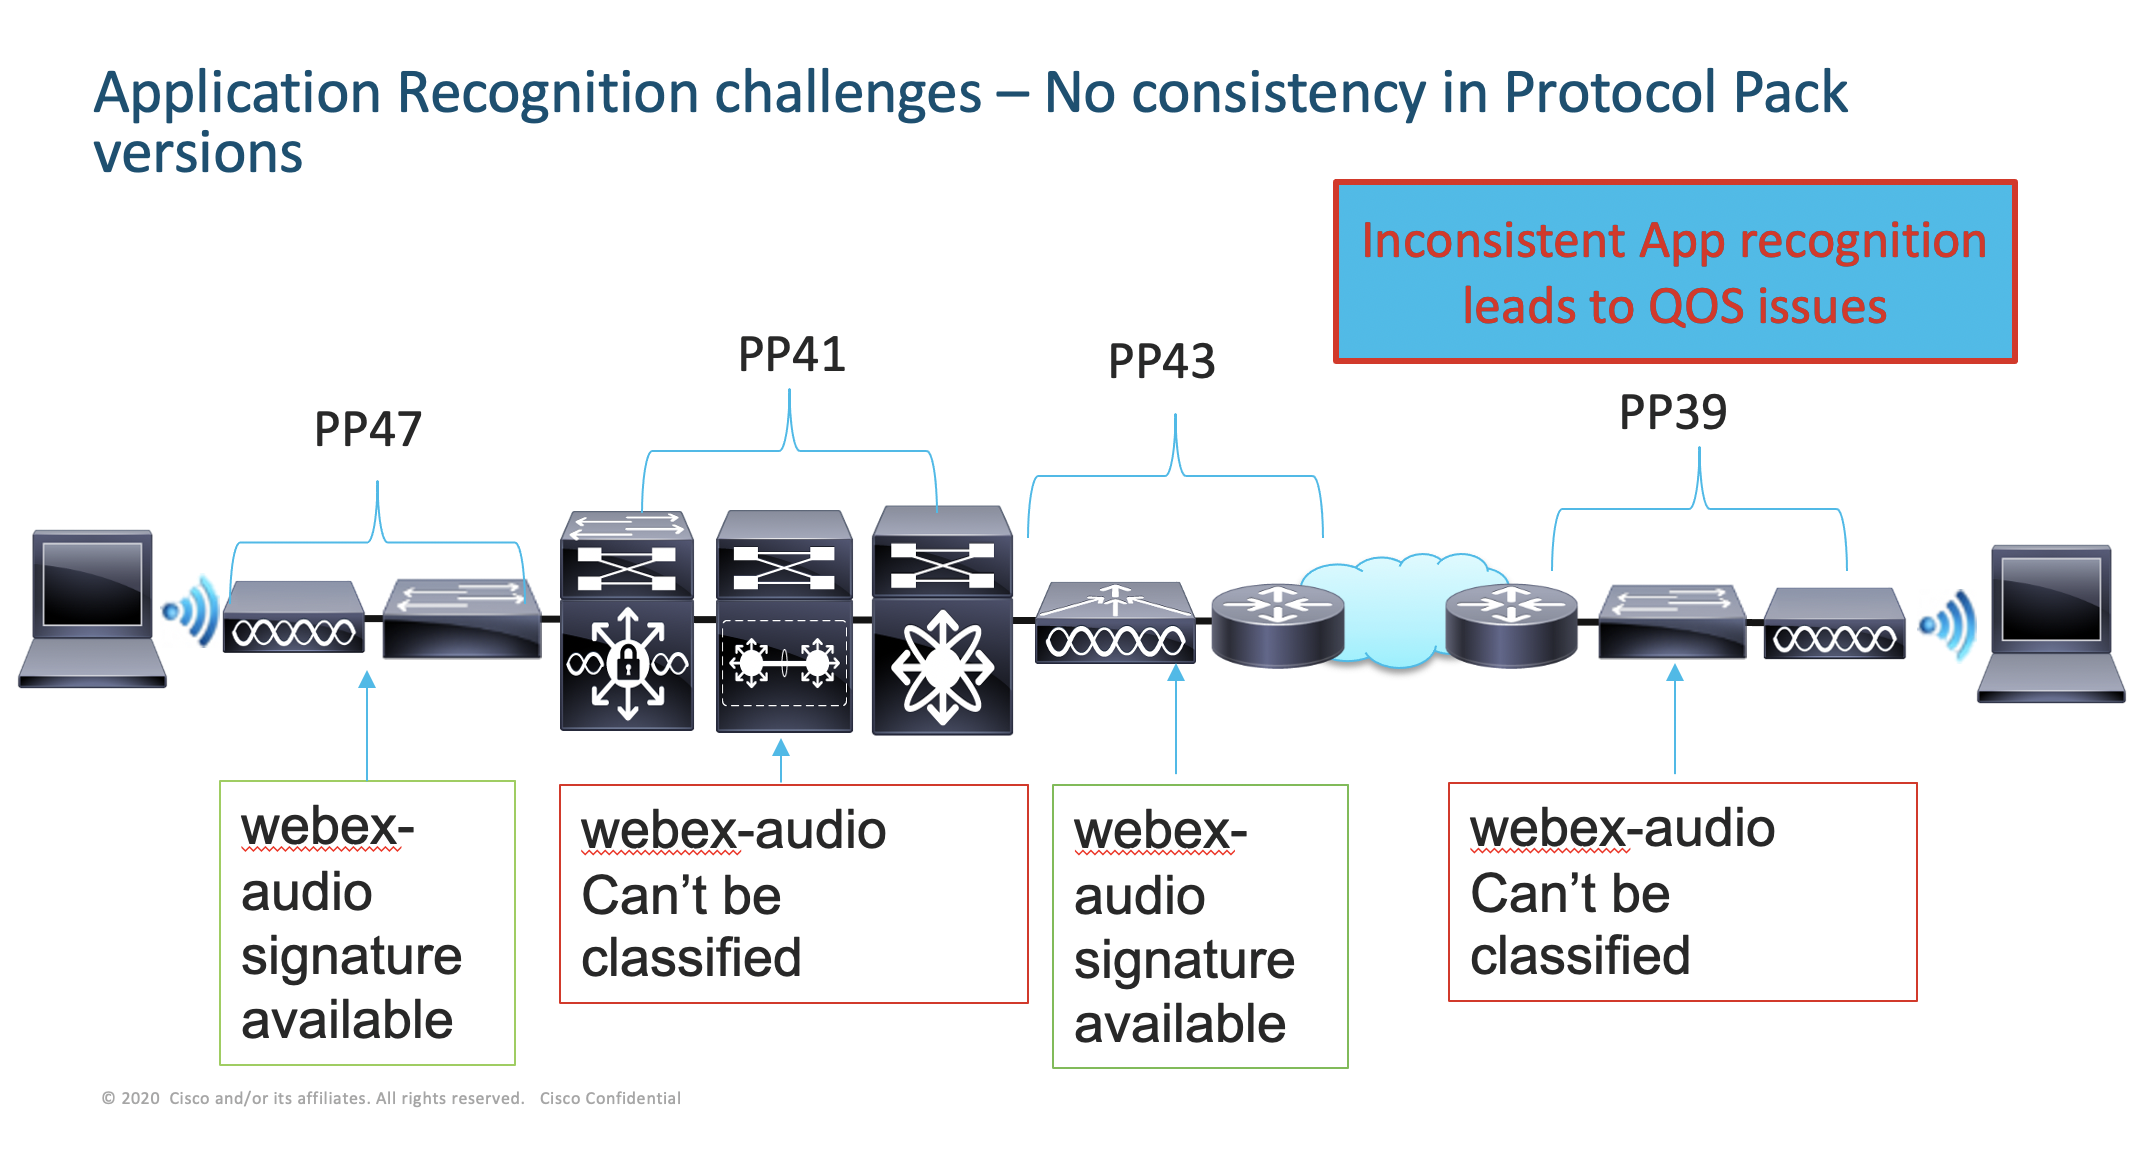 Application Recognition challenges – No consistency in Protocol Pack
versions
Inconsistent App recognition
leads to QOS issues
PP47
PP41
PP43
PP39
webex-
audio
signature
available
webex-audio
Can’t be
classified
webex-
audio
signature
available
webex-audio
Can’t be
classified
© 2020 Cisco and/or its affiliates. All rights reserved. Cisco Confidential